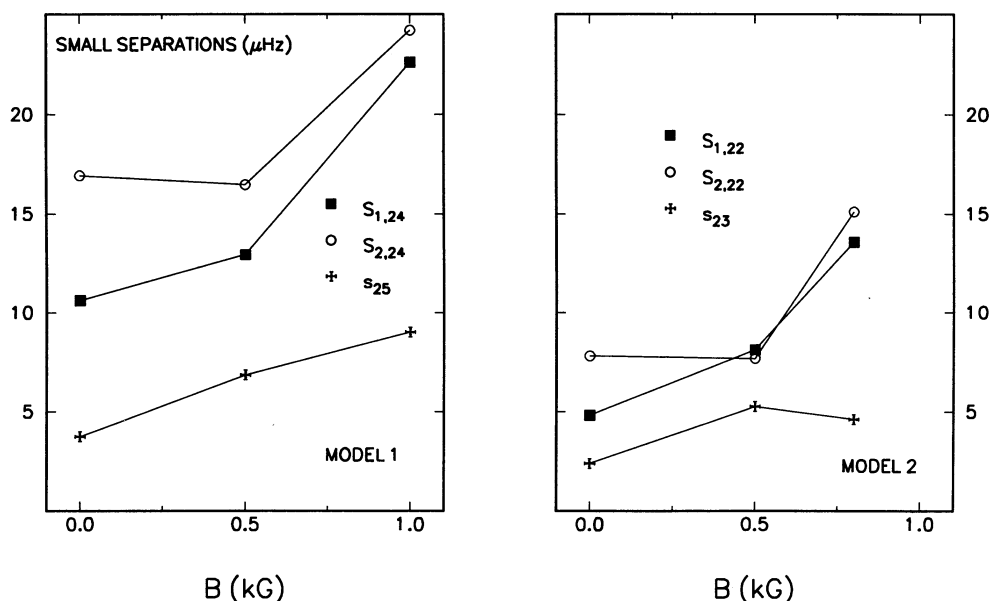 SMALL SEPARATIONS (μHz)
20
15
10
5
S1,24
S2,24
s25
MODEL 1
0.0 0.5 1.0
B (kG)
S1,22
S2,22
s23
20
15
10
5
MODEL 2
0.0 0.5 1.0
B (kG)